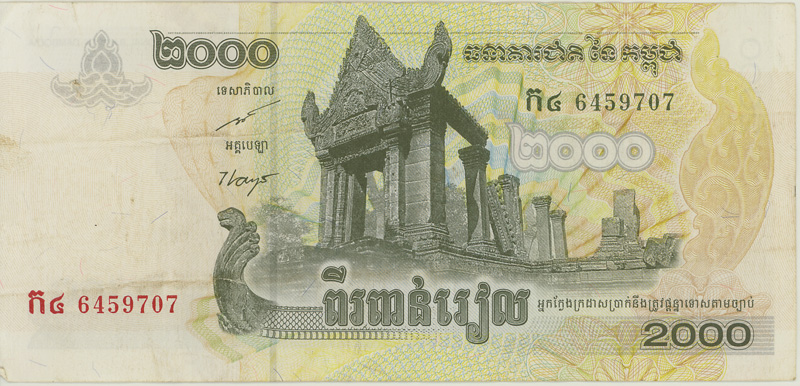 ២០០០
ធនាគារជាតិ នៃ កម្ពុជា
ទេសាភិបាល
ក៤ 6459707
អគ្គបេឡា
២០០០
ក៤ 6459707
ពីរពាន់រៀល
អ្នកក្លែងក្រដាសប្រាក់នឹងត្រូវផ្តន្ទាទោសតាមច្បាប់
2000